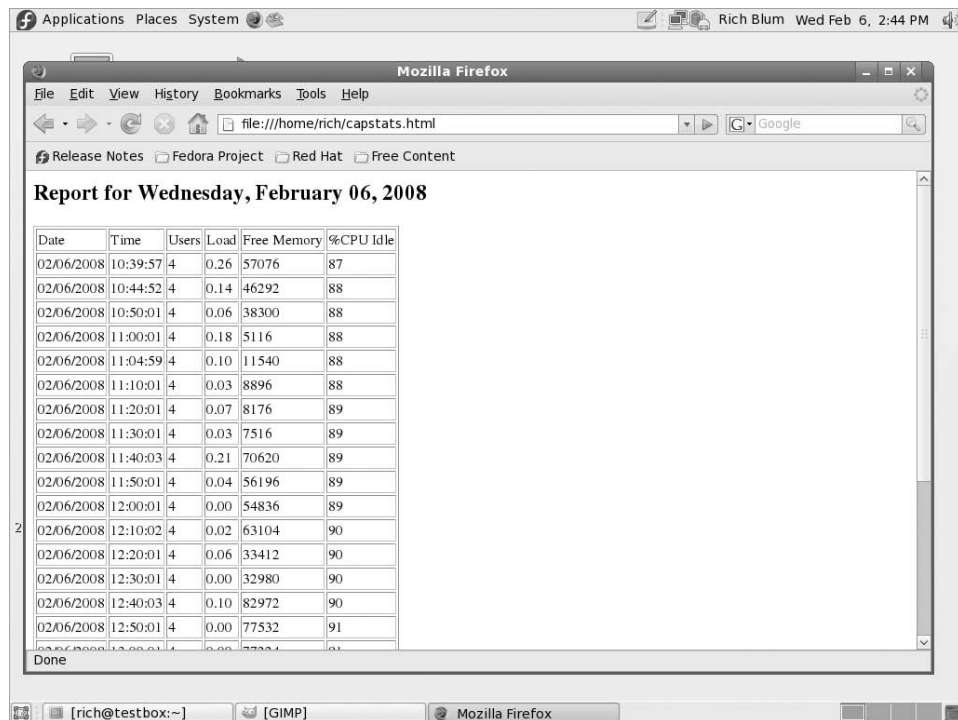 Applications Places System
Rich Blum Wed Feb 6, 2:44 PM
Mozilla Firefox
File Edit View History Bookmarks Tools Help
file:///home/rich/capstats.html
G Google
Release Notes Fedora Project Red Hat Free Content
Report for Wednesday, February 06, 2008
Date Time Users Load Free Memory %CPU Idle
02/06/2008 10:39:57 4 0.26 57076 87
02/06/2008 10:44:52 4 0.14 46292 88
02/06/2008 10:50:01 4 0.06 38300 88
02/06/2008 11:00:01 4 0.18 5116 88
02/06/2008 11:04:59 4 0.10 11540 88
02/06/2008 11:10:01 4 0.03 8896 88
02/06/2008 11:20:01 4 0.07 8176 89
02/06/2008 11:30:01 4 0.03 7516 89
02/06/2008 11:40:03 4 0.21 70620 89
02/06/2008 11:50:01 4 0.04 56196 89
02/06/2008 12:00:01 4 0.00 54836 89
2
02/06/2008 12:10:02 4 0.02 63104 90
02/06/2008 12:20:01 4 0.06 33412 90
02/06/2008 12:30:01 4 0.00 32980 90
02/06/2008 12:40:03 4 0.10 82972 90
02/06/2008 12:50:01 4 0.00 77532 91
Done
[rich@testbox:~] [GIMP] Mozilla Firefox